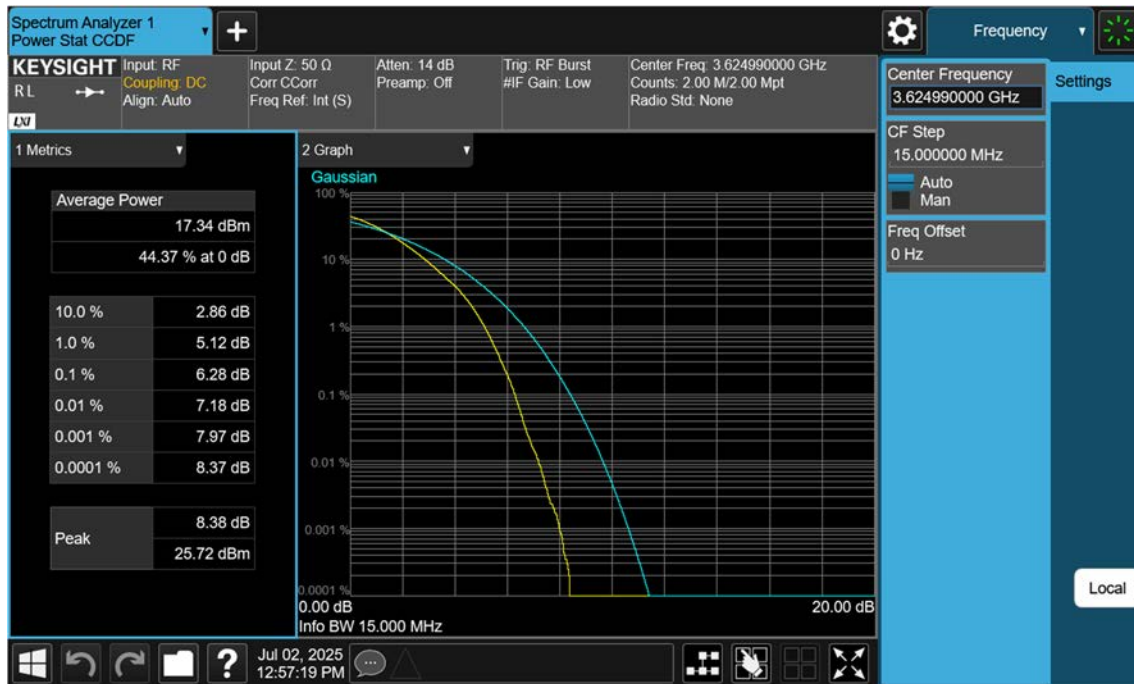 Spectrum Analyzer 1
Power Stat CCDF
+
Frequency
KEYSIGHT
R L
LXI
Input: RF
Coupling: DC
Align: Auto
Input Z: 50 Ω
Corr CCorr
Freq Ref: Int (S)
Atten: 14 dB
Preamp: Off
Trig: RF Burst
#IF Gain: Low
Center Freq: 3.624990000 GHz
Counts: 2.00 M/2.00 Mpt
Radio Std: None
Center Frequency
3.624990000 GHz
Settings
CF Step
15.000000 MHz
Auto
Man
Freq Offset
0 Hz
1 Metrics
Average Power
17.34 dBm
44.37 % at 0 dB
10.0 % 2.86 dB
1.0 % 5.12 dB
0.1 % 6.28 dB
0.01 % 7.18 dB
0.001 % 7.97 dB
0.0001 % 8.37 dB
Peak
8.38 dB
25.72 dBm
2 Graph
Gaussian
100 %
10 %
1 %
0.1 %
0.01 %
0.001 %
0.0001 %
0.00 dB 20.00 dB
Info BW 15.000 MHz
Local
?
Jul 02, 2025
12:57:19 PM